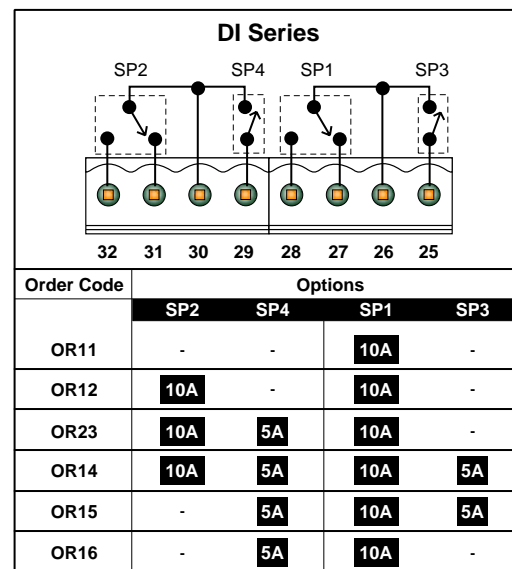 DI Series
SP2 SP4 SP1 SP3
32 31 30 29 28 27 26 25
Order Code Options
SP2 SP4 SP1 SP3
OR11 - - 10A -
OR12 10A - 10A -
OR23 10A 5A 10A -
OR14 10A 5A 10A 5A
OR15 - 5A 10A 5A
OR16 - 5A 10A -